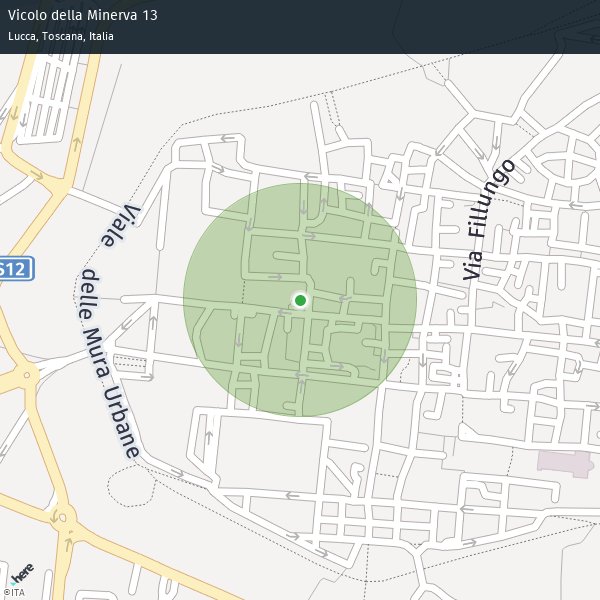 Vicolo della Minerva 13
Lucca, Toscana, Italia
Via Fillungo
Viale
delle Mura Urbane
S12
here
©ITA